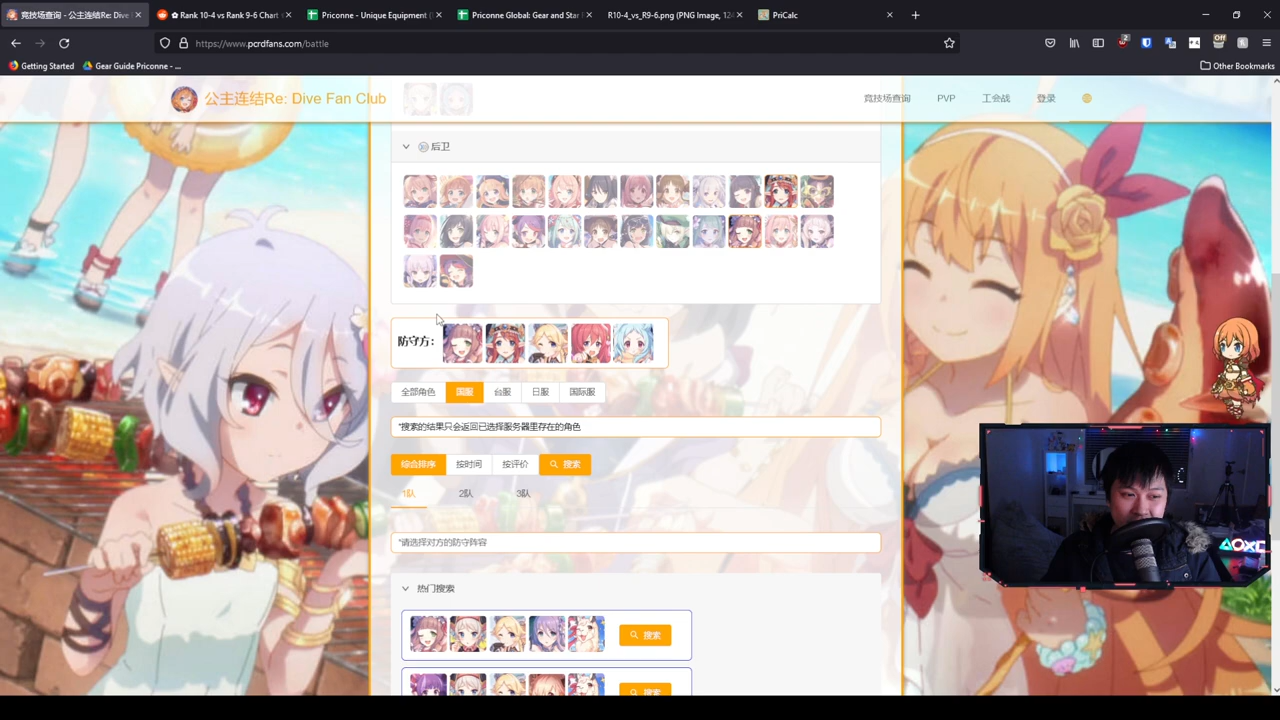 竞技场查询 - 公主连结Re: Dive
Rank 10-4 vs Rank 9-6 Chart
Priconne - Unique Equipment (
Priconne Global: Gear and Star
R10-4_vs_R9-6.png (PNG Image, 124
PriCalc
https://www.pcrdfans.com/battle
2
Off
Getting Started
Gear Guide Priconne - ...
Other Bookmarks
公主连结Re: Dive Fan Club
竞技场查询
PVP
工会战
登录
后卫
防守方：
全部角色
国服
台服
日服
国际服
*搜索的结果只会返回已选择服务器里存在的角色
综合排序
按时间
按评价
搜索
1队
2队
3队
*请选择对方的防守阵容
热门搜索
搜索
搜索